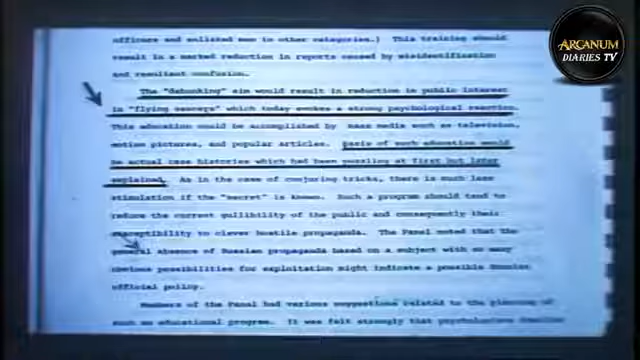 ARCANUM
DIARIES TV
officers and enlisted men in other categories.) This training should
result in a marked reduction in reports caused by misidentification
and resultant confusion.
The "debunking" aim would result in reduction in public interest
in "flying saucers" which today evokes a strong psychological reaction.
This education could be accomplished by mass media such as television,
motion pictures, and popular articles. Basis of such education would
be actual case histories which had been puzzling at first but later
explained. As in the case of conjuring tricks, there is much less
stimulation if the "secret" is known. Such a program should tend to
reduce the current gullibility of the public and consequently their
susceptibility to clever hostile propaganda. The Panel noted that the
general absence of Russian propaganda based on a subject with so many
obvious possibilities for exploitation might indicate a possible Russian
official policy.
Members of the Panel had various suggestions related to the planning of
such an educational program. It was felt strongly that psychologists